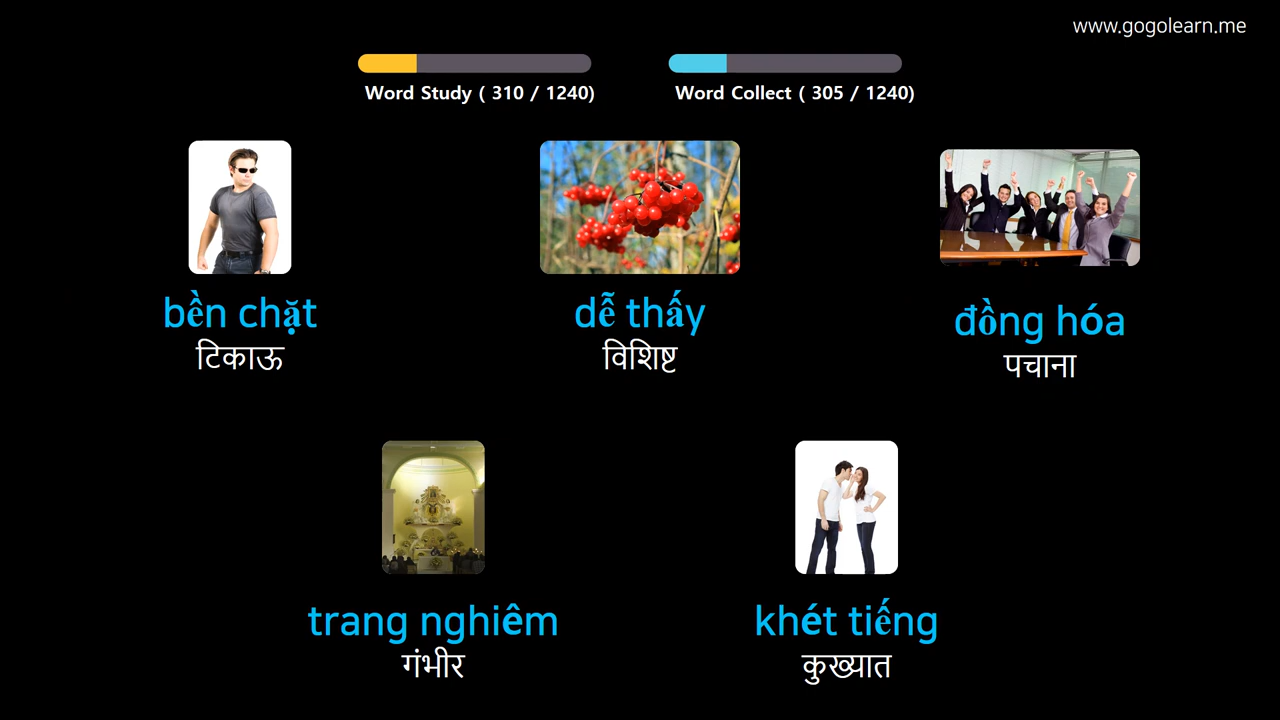 www.gogolearn.me
Word Study ( 310 / 1240)
Word Collect ( 305 / 1240)
bền chặt
टिकाऊ
dễ thấy
विशिष्ट
đồng hóa
पचाना
trang nghiêm
गंभीर
khét tiếng
कुख्यात